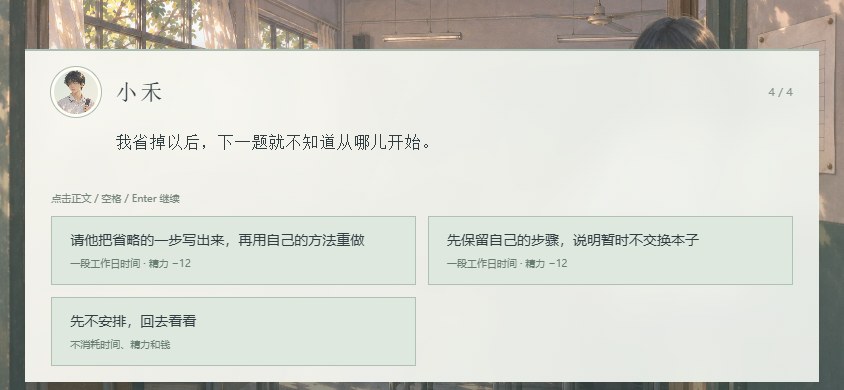 小禾
4 / 4
我省掉以后，下一题就不知道从哪儿开始。
点击正文 / 空格 / Enter 继续
请他把省略的一步写出来，再用自己的方法重做
一段工作日时间 · 精力 −12
先保留自己的步骤，说明暂时不交换本子
一段工作日时间 · 精力 −12
先不安排，回去看看
不消耗时间、精力和钱